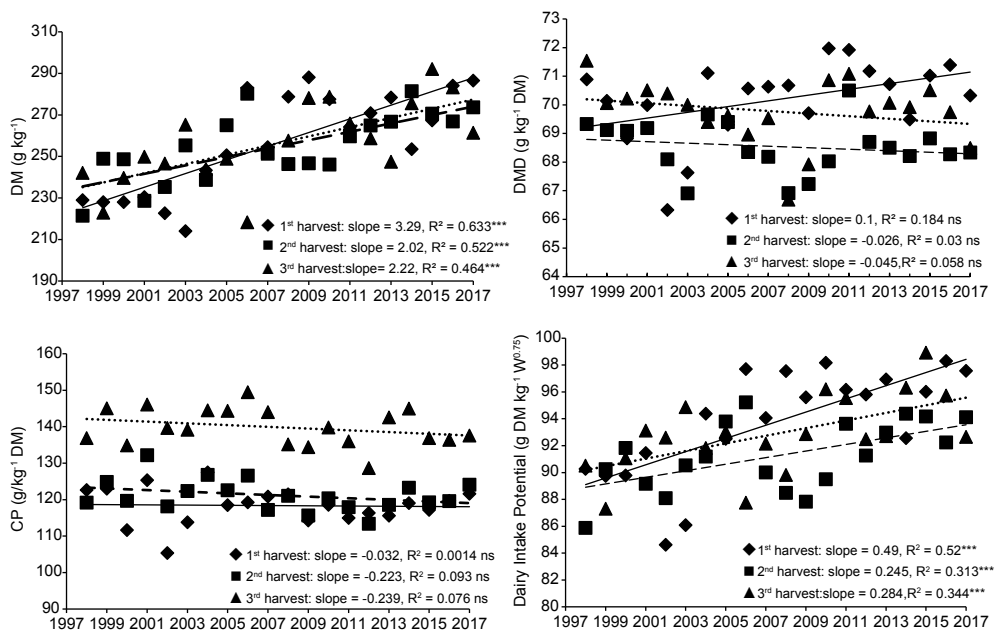 DM (g kg⁻¹)
310
290
270
250
230
210
190
1997 1999 2001 2003 2005 2007 2009 2011 2013 2015 2017
1st harvest: slope = 3.29, R² = 0.633***
2nd harvest: slope = 2.02, R² = 0.522***
3rd harvest:slope= 2.22, R² = 0.464***
DMD (g kg⁻¹ DM)
72
71
70
69
68
67
66
65
64
1997 1999 2001 2003 2005 2007 2009 2011 2013 2015 2017
1st harvest: slope= 0.1, R² = 0.184 ns
2nd harvest: slope = -0.026, R² = 0.03 ns
3rd harvest: slope = -0.045,R² = 0.058 ns
CP (g/kg⁻¹ DM)
160
150
140
130
120
110
100
90
1997 1999 2001 2003 2005 2007 2009 2011 2013 2015 2017
1st harvest: slope = -0.032, R² = 0.0014 ns
2nd harvest: slope = -0.223, R² = 0.093 ns
3rd harvest: slope = -0.239, R² = 0.076 ns
Dairy Intake Potential (g DM kg⁻¹ W⁰·⁷⁵)
100
98
96
94
92
90
88
86
84
82
80
1997 1999 2001 2003 2005 2007 2009 2011 2013 2015 2017
1st harvest: slope = 0.49, R² = 0.52***
2nd harvest: slope = 0.245, R² = 0.313***
3rd harvest:slope = 0.284,R² = 0.344***